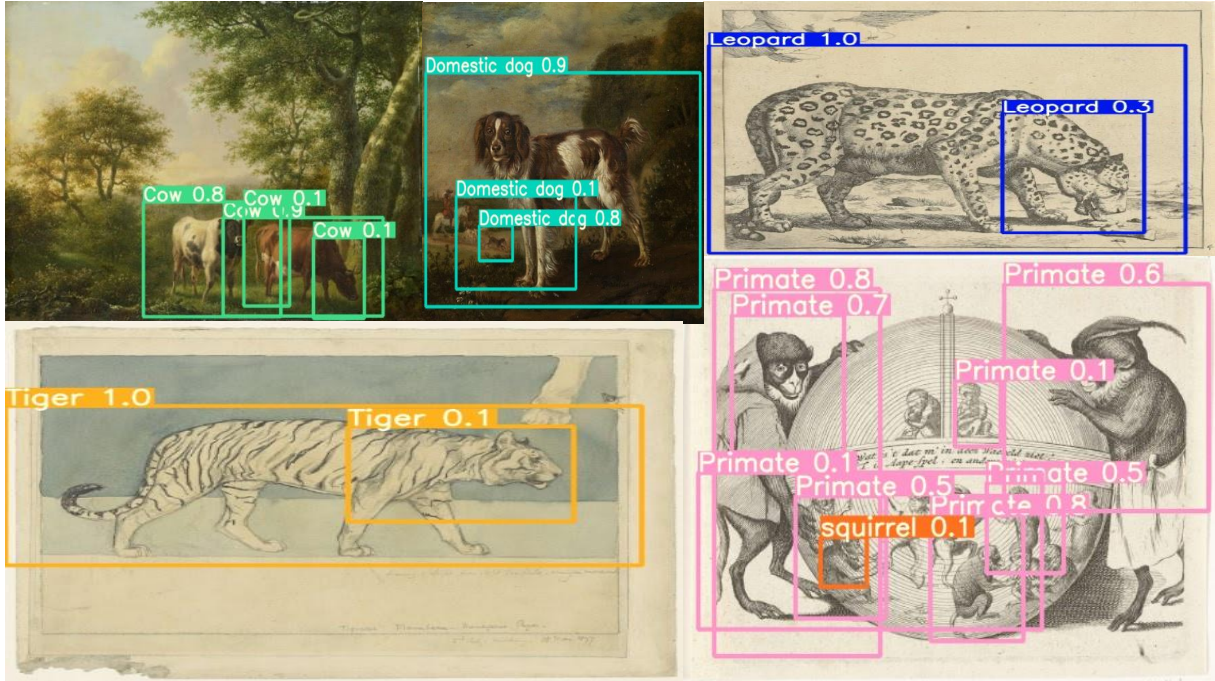 Cow 0.8
Cow 0.1
Cow 0.9
Cow 0.1
Domestic dog 0.9
Domestic dog 0.1
Domestic dog 0.8
Leopard 1.0
Leopard 0.3
Tiger 1.0
Tiger 0.1
Primate 0.8
Primate 0.7
Primate 0.6
Primate 0.1
t dat m' in
Primate 0.1
Primate 0.5
Primate 0.5
Primate 0.8
squirrel 0.1